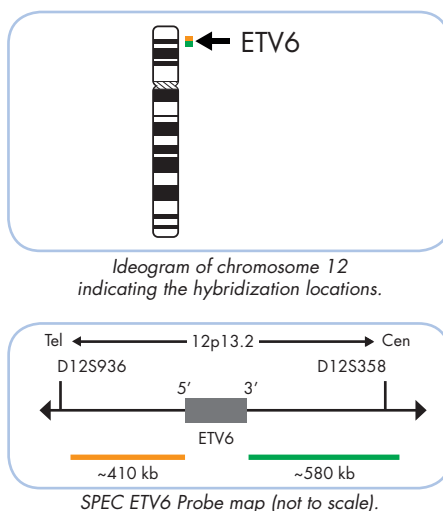 ETV6
Ideogram of chromosome 12
indicating the hybridization locations.
Tel 12p13.2 Cen
D12S936 D12S358
5’ 3’
ETV6
~410 kb ~580 kb
SPEC ETV6 Probe map (not to scale).